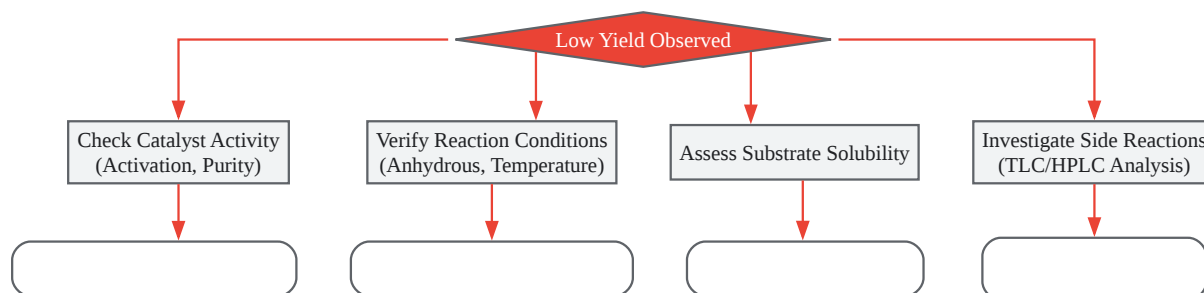 Low Yield Observed
Check Catalyst Activity
(Activation, Purity)
Verify Reaction Conditions
(Anhydrous, Temperature)
Assess Substrate Solubility
Investigate Side Reactions
(TLC/HPLC Analysis)